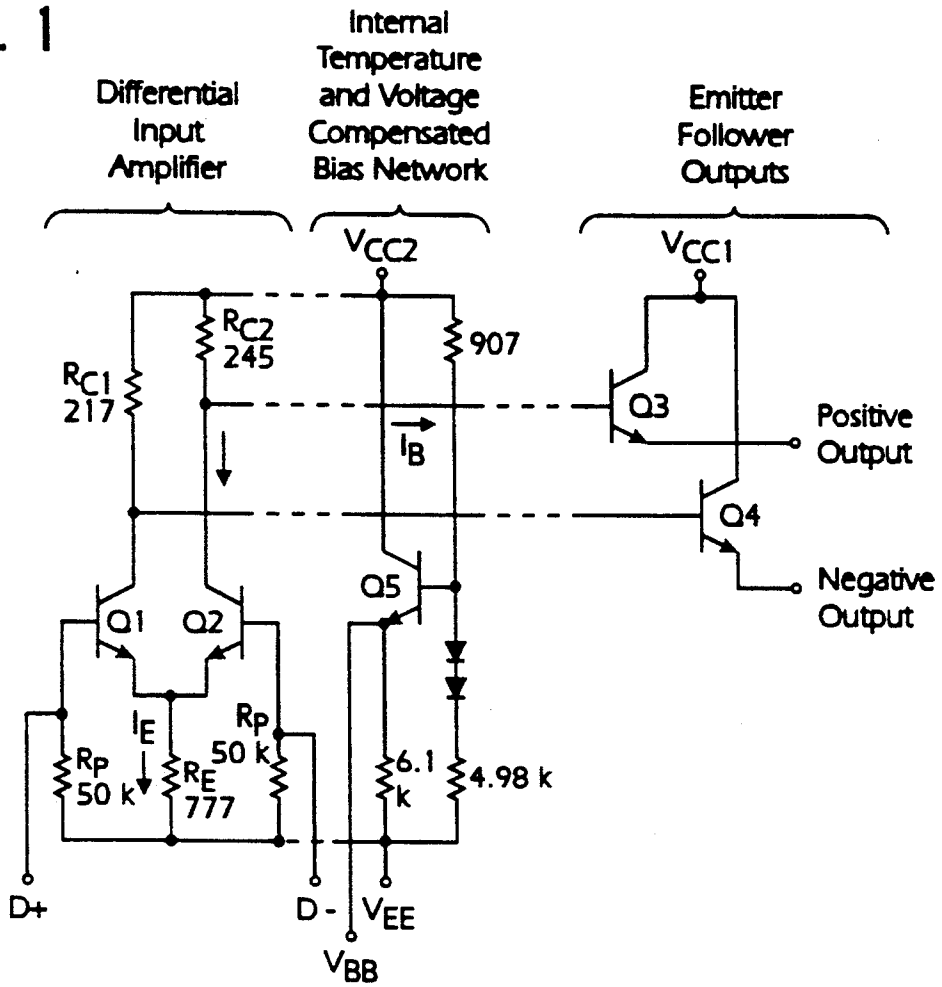 . 1
Differential
Input
Amplifier
Internal
Temperature
and Voltage
Compensated
Bias Network
Emitter
Follower
Outputs
VCC2
VCC1
RC2
245
907
RC1
217
Q3
Positive
Output
IB
Q4
Q5
Negative
Output
Q1
Q2
IE
RP
50 k
RP
50 k
RE
777
6.1
k
4.98 k
D+
D -
VEE
VBB